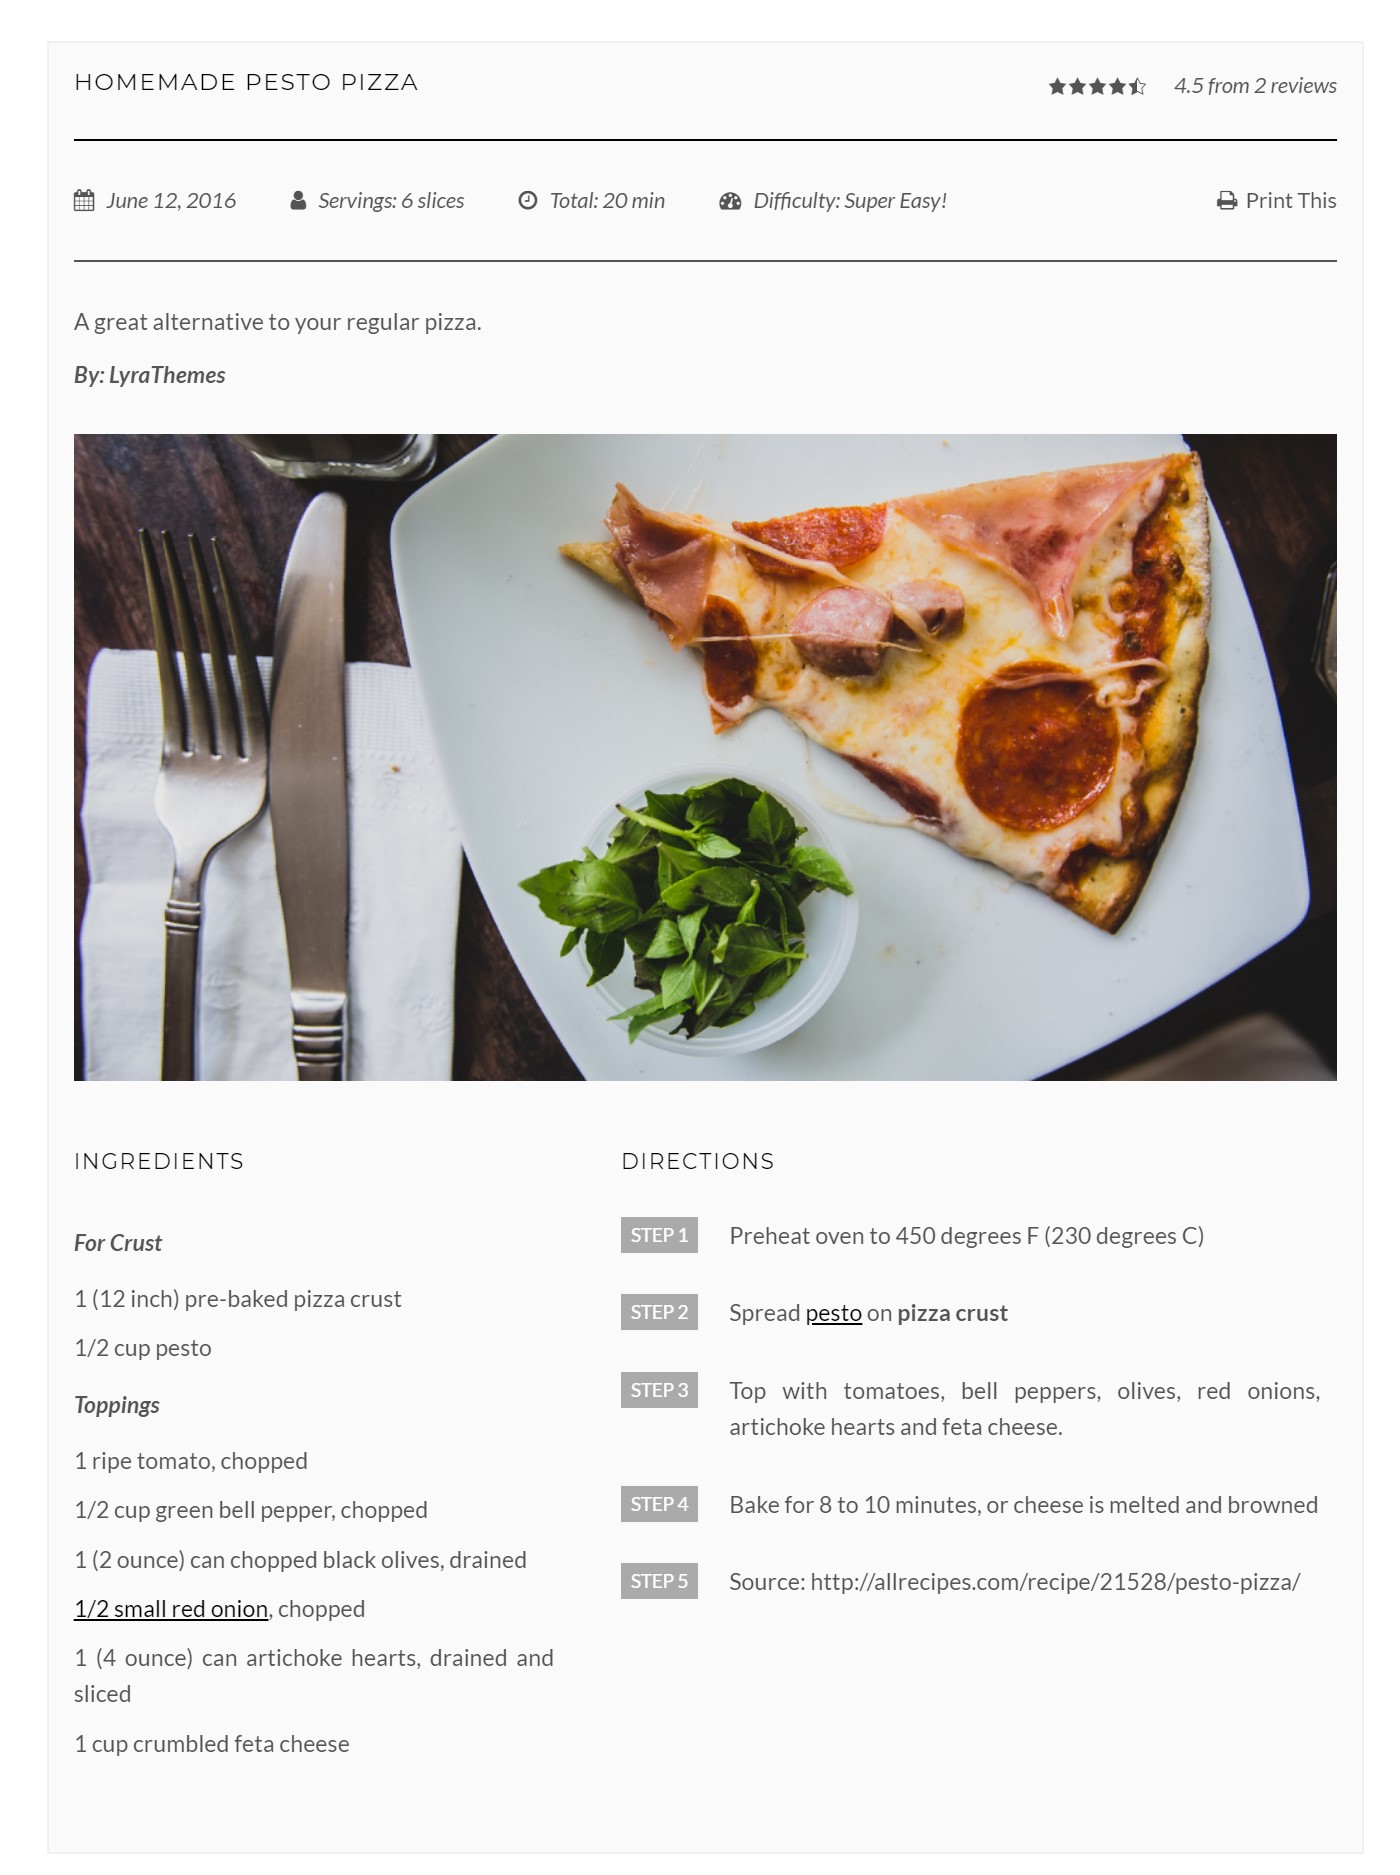 HOMEMADE PESTO PIZZA
4.5 from 2 reviews
June 12, 2016
Servings: 6 slices
Total: 20 min
Difficulty: Super Easy!
Print This
A great alternative to your regular pizza.
By: LyraThemes
INGREDIENTS
For Crust
1 (12 inch) pre-baked pizza crust
1/2 cup pesto
Toppings
1 ripe tomato, chopped
1/2 cup green bell pepper, chopped
1 (2 ounce) can chopped black olives, drained
1/2 small red onion, chopped
1 (4 ounce) can artichoke hearts, drained and
sliced
1 cup crumbled feta cheese
DIRECTIONS
STEP 1 Preheat oven to 450 degrees F (230 degrees C)
STEP 2 Spread pesto on pizza crust
STEP 3 Top with tomatoes, bell peppers, olives, red onions,
artichoke hearts and feta cheese.
STEP 4 Bake for 8 to 10 minutes, or cheese is melted and browned
STEP 5 Source: http://allrecipes.com/recipe/21528/pesto-pizza/